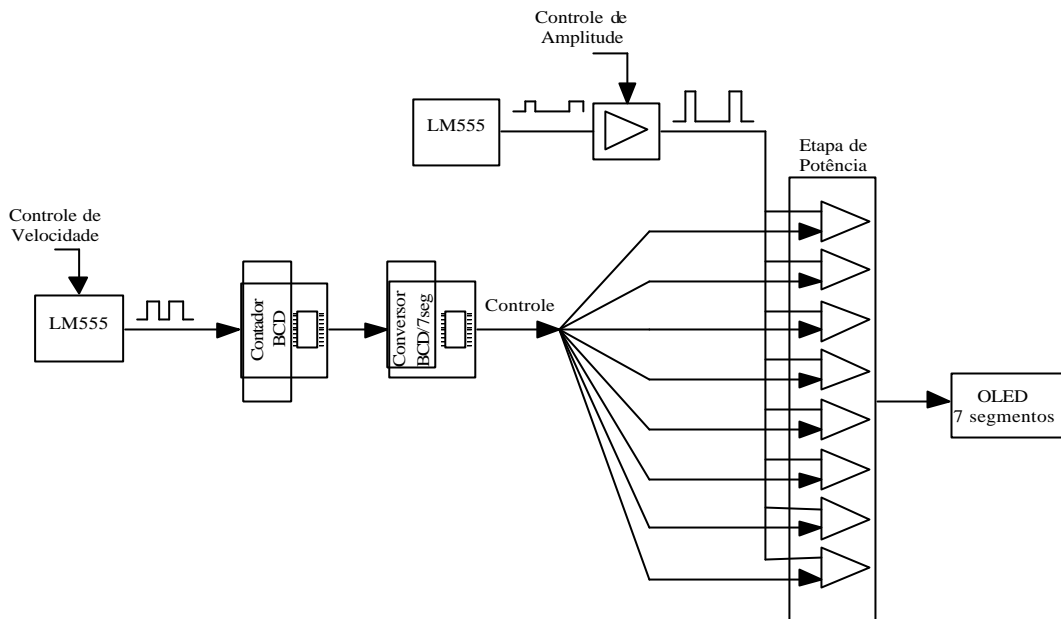 Controle de
Amplitude
LM555
Etapa de
Potência
Controle de
Velocidade
LM555
Contador
BCD
Conversor
BCD/7seg
Controle
OLED
7 segmentos